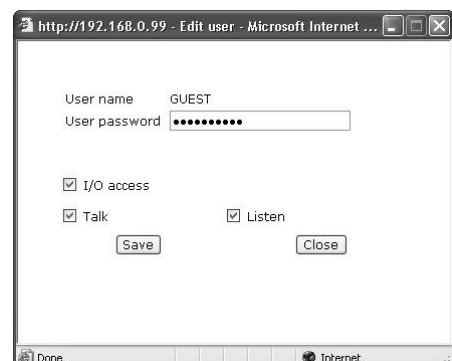 http://192.168.0.99 - Edit user - Microsoft Internet ...
User name GUEST
User password ••••••••••
I/O access
Talk Listen
Save Close
Done Internet